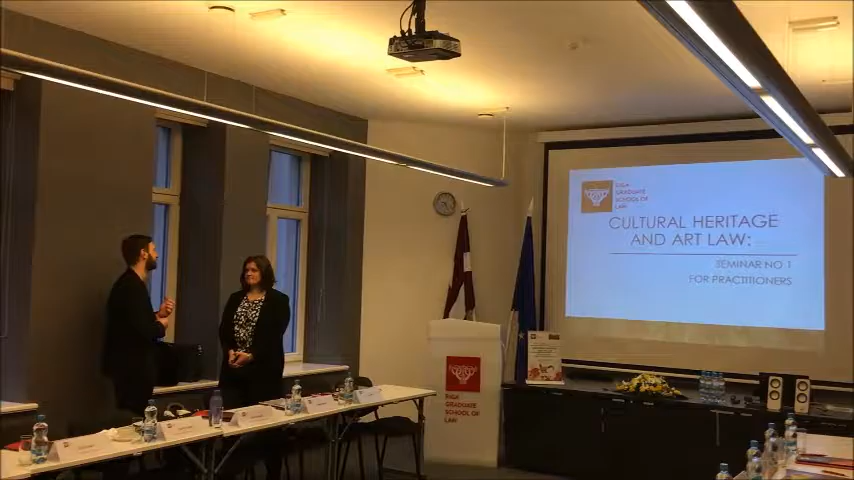 RIGA
GRADUATE
SCHOOL OF
LAW
CULTURAL HERITAGE
AND ART LAW:
SEMINAR NO 1
FOR PRACTITIONERS
RIGA
GRADUATE
SCHOOL OF
LAW